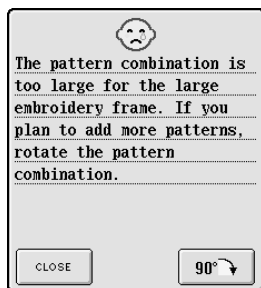 The pattern combination is
too large for the large
embroidery frame. If you
plan to add more patterns,
rotate the pattern
combination.
CLOSE
90°